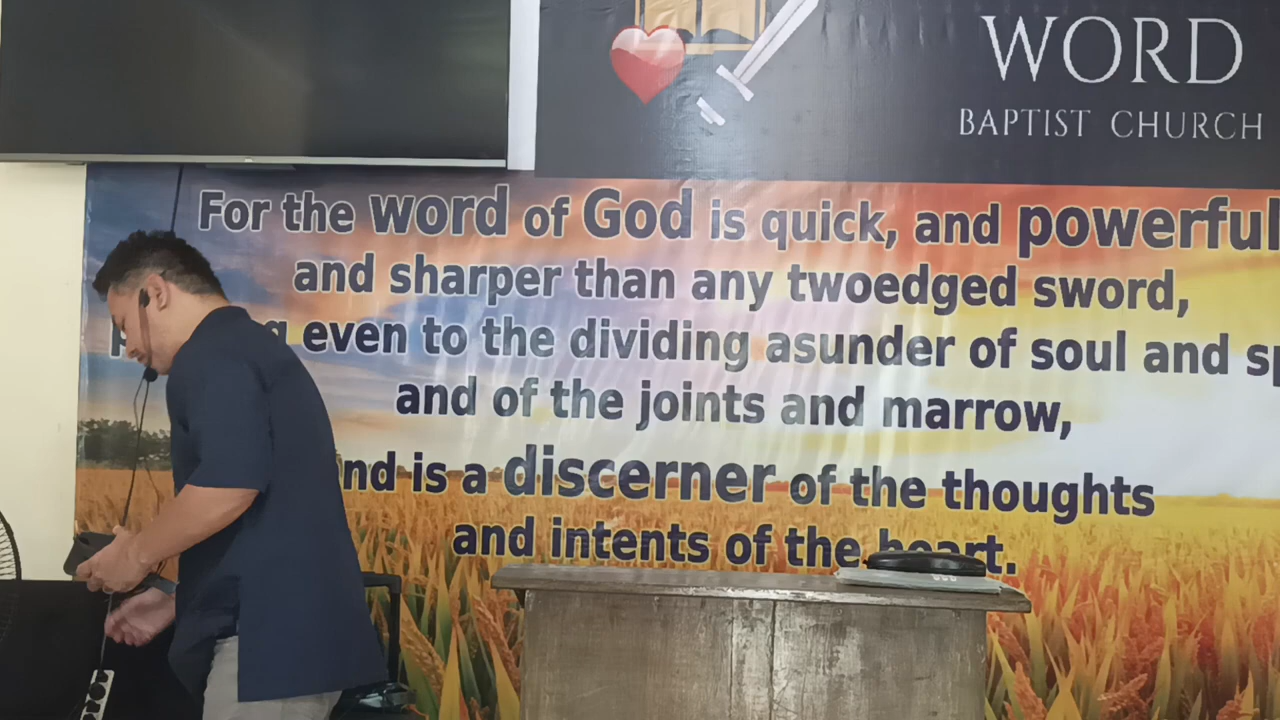 WORD
BAPTIST CHURCH
For the word of God is quick, and powerful
and sharper than any twoedged sword,
even to the dividing asunder of soul and
and of the joints and marrow,
is a discerner of the thoughts
and intents of the heart.